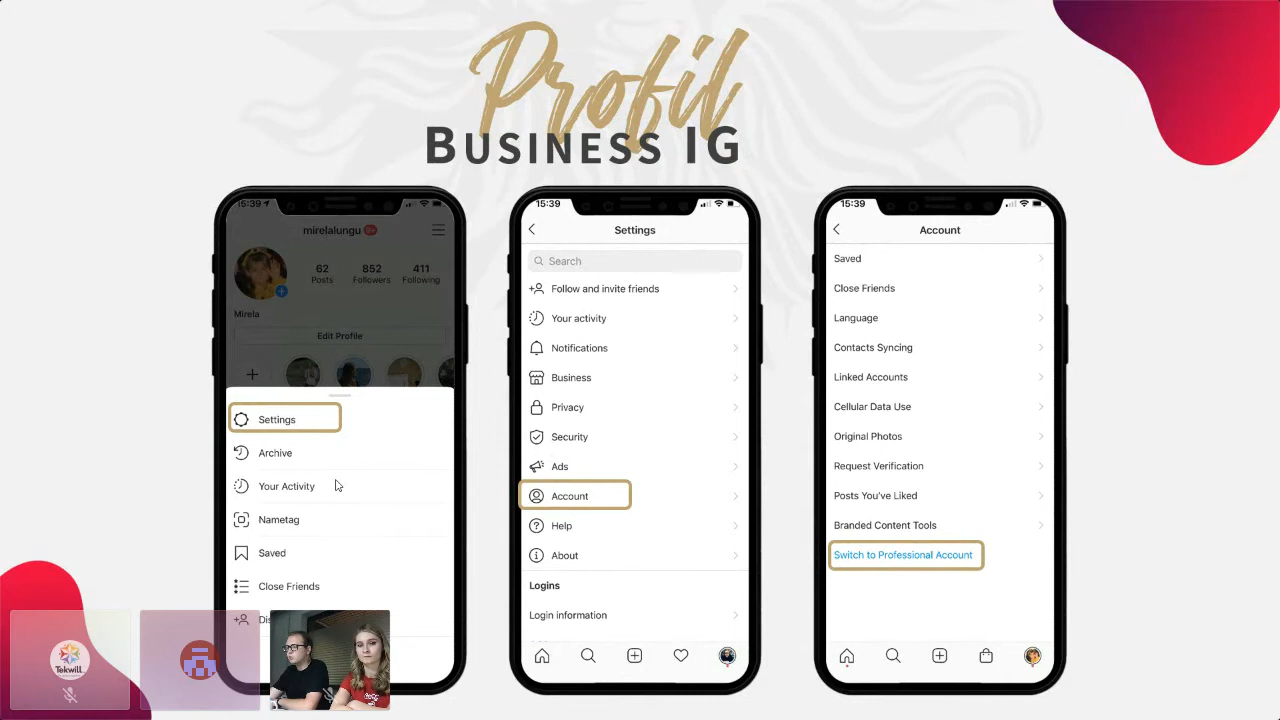 Profil
BUSINESS IG
15:39
mirelalungu 9+
62
852
411
Posts
Followers
Following
Mirela
Edit Profile
Settings
Archive
Your Activity
Nametag
Saved
Close Friends
Dis
15:39
Settings
Search
Follow and invite friends
Your activity
Notifications
Business
Privacy
Security
Ads
Account
Help
About
Logins
Login information
15:39
Account
Saved
Close Friends
Language
Contacts Syncing
Linked Accounts
Cellular Data Use
Original Photos
Request Verification
Posts You've Liked
Branded Content Tools
Switch to Professional Account
Tekwill